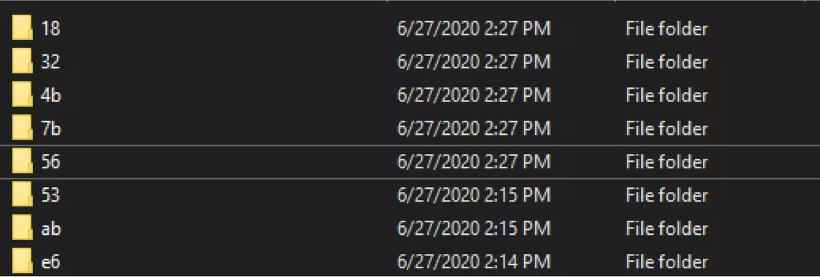 18 6/27/2020 2:27 PM File folder
32 6/27/2020 2:27 PM File folder
4b 6/27/2020 2:27 PM File folder
7b 6/27/2020 2:27 PM File folder
56 6/27/2020 2:27 PM File folder
53 6/27/2020 2:15 PM File folder
ab 6/27/2020 2:15 PM File folder
e6 6/27/2020 2:14 PM File folder